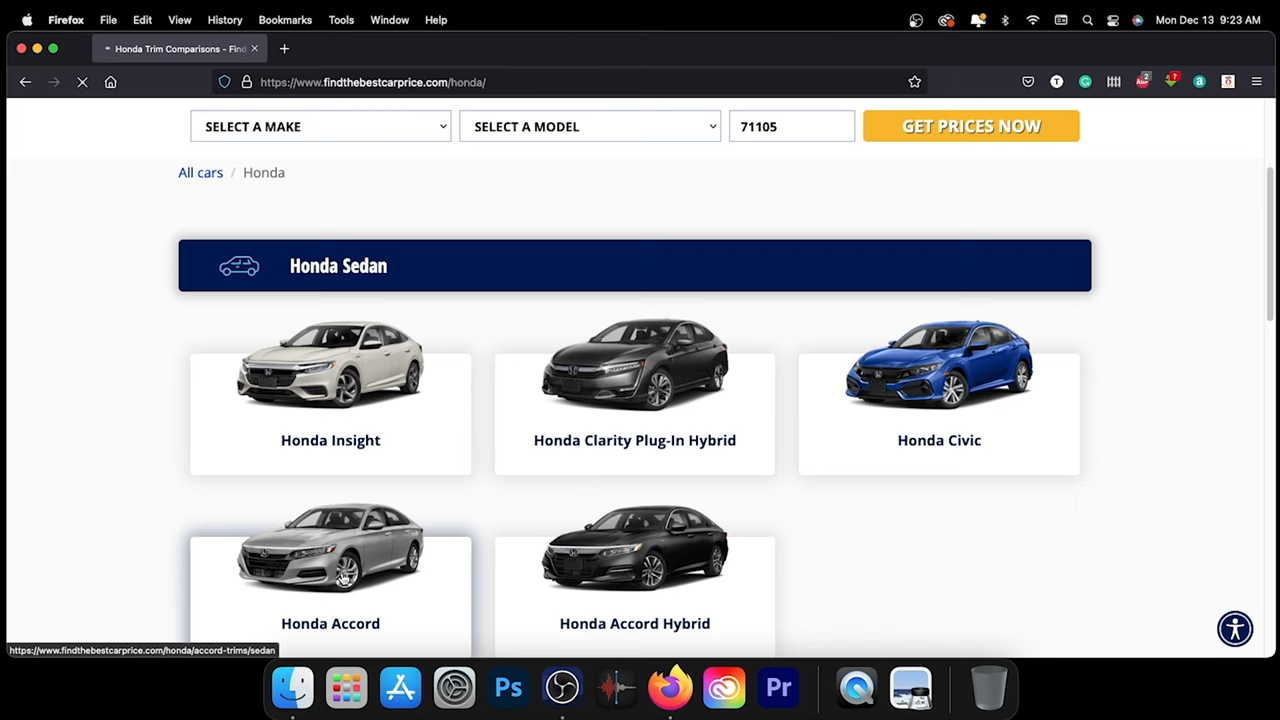 Firefox File Edit View History Bookmarks Tools Window Help Mon Dec 13 9:23 AM
Honda Trim Comparisons - Find
https://www.findthebestcarprice.com/honda/
SELECT A MAKE SELECT A MODEL 71105 GET PRICES NOW
All cars / Honda
Honda Sedan
Honda Insight Honda Clarity Plug-In Hybrid Honda Civic
Honda Accord Honda Accord Hybrid
https://www.findthebestcarprice.com/honda/accord-trims/sedan
Ps Pr